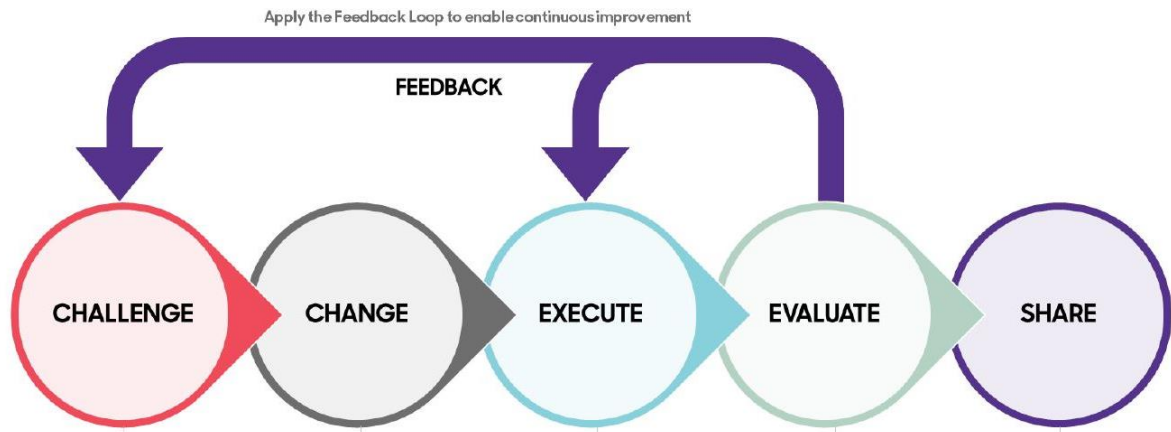 Apply the Feedback Loop to enable continuous improvement
FEEDBACK
CHALLENGE
CHANGE
EXECUTE
EVALUATE
SHARE